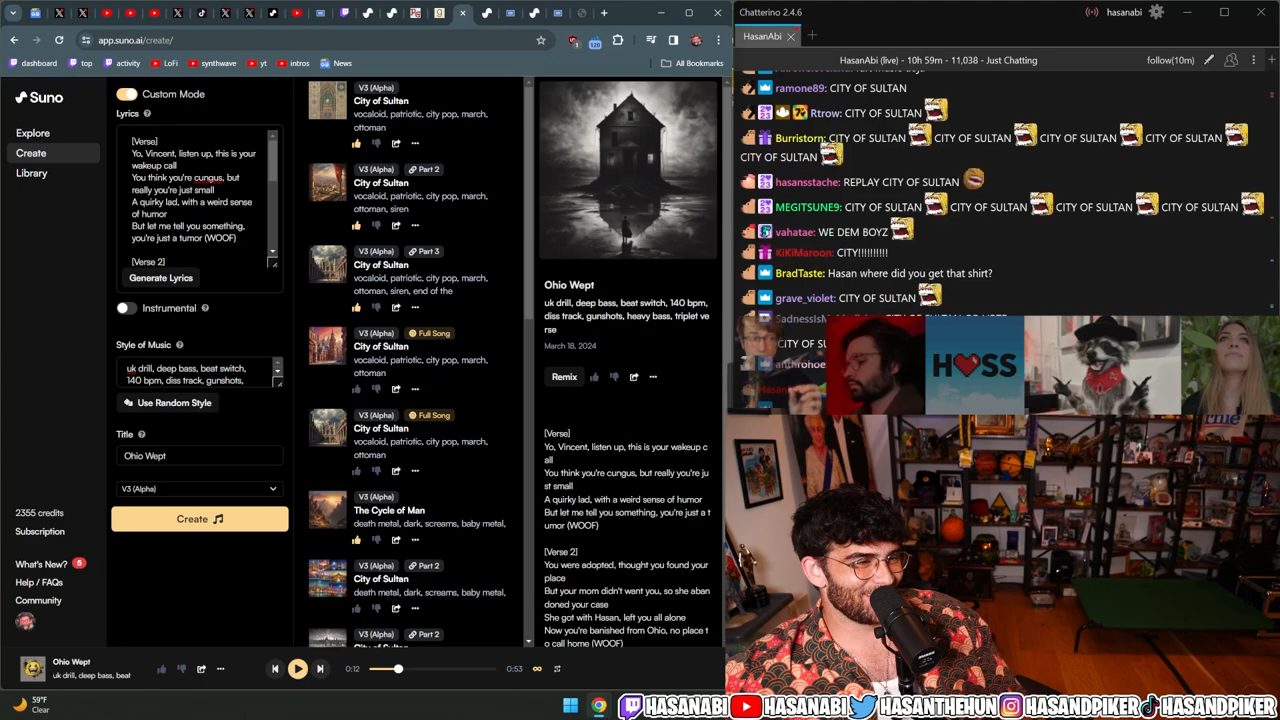 app.suno.ai/create/
120
dashboard
top
activity
LoFi
synthwave
yt
intros
News
All Bookmarks
Suno
Explore
Create
Library
2355 credits
Subscription
What's New?
6
Help / FAQs
Community
Custom Mode
Lyrics
[Verse]
Yo, Vincent, listen up, this is your
wakeup call
You think you're cungus, but
really you're just small
A quirky lad, with a weird sense
of humor
But let me tell you something,
you're just a tumor (WOOF)
[Verse 2]
Generate Lyrics
Instrumental
Style of Music
uk drill, deep bass, beat switch,
140 bpm, diss track, gunshots,
Use Random Style
Title
Ohio Wept
V3 (Alpha)
Create
V3 (Alpha)
City of Sultan
vocaloid, patriotic, city pop, march,
ottoman
V3 (Alpha) Part 2
City of Sultan
vocaloid, patriotic, city pop, march,
ottoman, siren
V3 (Alpha) Part 3
City of Sultan
vocaloid, patriotic, city pop, march,
ottoman, siren, end of the
V3 (Alpha) Full Song
City of Sultan
vocaloid, patriotic, city pop, march,
ottoman
V3 (Alpha) Full Song
City of Sultan
vocaloid, patriotic, city pop, march,
ottoman
V3 (Alpha)
The Cycle of Man
death metal, dark, screams, baby metal,
V3 (Alpha) Part 2
City of Sultan
death metal, dark, screams, baby metal,
V3 (Alpha) Part 2
City of Sultan
Ohio Wept
uk drill, deep bass, beat switch, 140 bpm,
diss track, gunshots, heavy bass, triplet ve
rse
March 18, 2024
Remix
[Verse]
Yo, Vincent, listen up, this is your wakeup c
all
You think you're cungus, but really you're ju
st small
A quirky lad, with a weird sense of humor
But let me tell you something, you're just a t
umor (WOOF)
[Verse 2]
You were adopted, thought you found your
place
But your mom didn't want you, so she aban
doned your case
She got with Hasan, left you all alone
Now you're banished from Ohio, no place t
o call home (WOOF)
Ohio Wept
uk drill, deep bass, beat
0:12
0:53
59°F
Clear
Chatterino 2.4.6
hasanabi
HasanAbi
HasanAbi (live) - 10h 59m - 11,038 - Just Chatting
follow(10m)
ramone89: CITY OF SULTAN
Rtrow: CITY OF SULTAN
Burristorn: CITY OF SULTAN CITY OF SULTAN CITY OF SULTAN CITY OF SULTAN
CITY OF SULTAN
hasansstache: REPLAY CITY OF SULTAN
MEGITSUNE9: CITY OF SULTAN CITY OF SULTAN CITY OF SULTAN CITY OF SULTAN
vahatae: WE DEM BOYZ
KiKiMaroon: CITY!!!!!!!!!!
BradTaste: Hasan where did you get that shirt?
grave_violet: CITY OF SULTAN
CITY OF SU
H SS
HASANABI HASANABI HASANTHEHUN HASANDPIKER HASANDPIKER